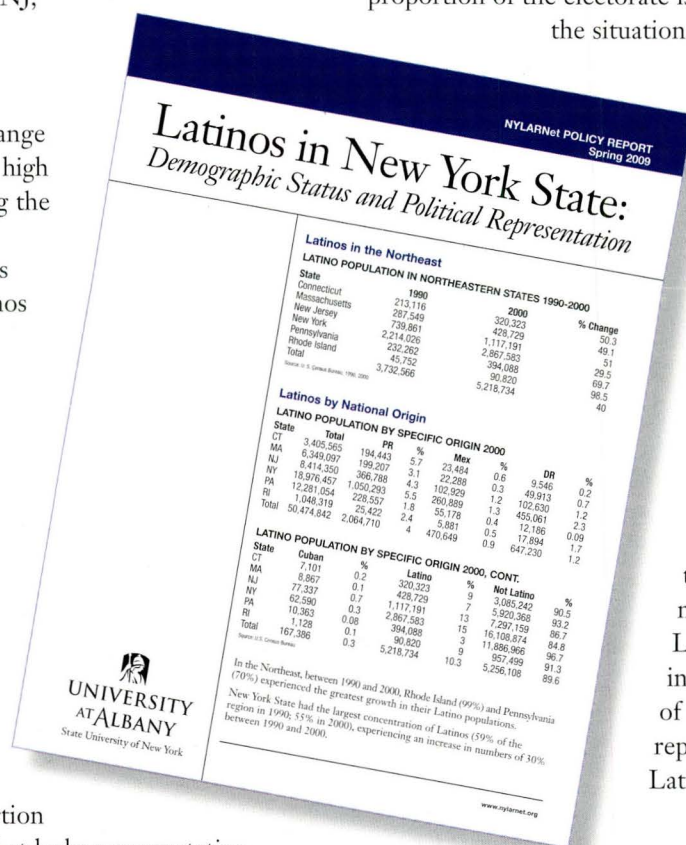 NJ,
proportion of the electorate is
the situation
ange
high
g the
s
nos
NYLARNet POLICY REPORT
Spring 2009
Latinos in New York State:
Demographic Status and Political Representation
Latinos in the Northeast
LATINO POPULATION IN NORTHEASTERN STATES 1990-2000
State 1990 2000 % Change
Connecticut 213,116 320,323 50.3
Massachusetts 287,549 428,729 49.1
New Jersey 739,861 1,117,191 51
New York 2,214,026 2,867,583 29.5
Pennsylvania 232,262 394,088 69.7
Rhode Island 45,752 90,820 98.5
Total 3,732,566 5,218,734 40
Source: U. S. Census Bureau, 1990, 2000
Latinos by National Origin
LATINO POPULATION BY SPECIFIC ORIGIN 2000
State Total PR % Mex % DR %
CT 3,405,565 194,443 5.7 23,484 0.6 9,546 0.2
MA 6,349,097 199,207 3.1 22,288 0.3 49,913 0.7
NJ 8,414,350 366,788 4.3 102,929 1.2 102,630 1.2
NY 18,976,457 1,050,293 5.5 260,889 1.3 455,061 2.3
PA 12,281,054 228,557 1.8 55,178 0.4 12,186 0.09
RI 1,048,319 25,422 2.4 5,881 0.5 17,894 1.7
Total 50,474,842 2,064,710 4 470,649 0.9 647,230 1.2
LATINO POPULATION BY SPECIFIC ORIGIN 2000, CONT.
State Cuban % Latino % Not Latino %
CT 7,101 0.2 320,323 9 3,085,242 90.5
MA 8,867 0.1 428,729 7 5,920,368 93.2
NJ 77,337 0.7 1,117,191 13 7,297,159 86.7
NY 62,590 0.3 2,867,583 15 16,108,874 84.8
PA 10,363 0.08 394,088 3 11,886,966 96.7
RI 1,128 0.1 90,820 9 957,499 91.3
Total 167,386 0.3 5,218,734 10.3 5,256,108 89.6
Source: U.S. Census Bureau
In the Northeast, between 1990 and 2000, Rhode Island (99%) and Pennsylvania
(70%) experienced the greatest growth in their Latino populations.
New York State had the largest concentration of Latinos (59% of the
region in 1990; 55% in 2000), experiencing an increase in numbers of 30%
between 1990 and 2000.
UNIVERSITY
AT ALBANY
State University of New York
www.nylarnet.org
t
n
L
in
of
rep
Lat
ction